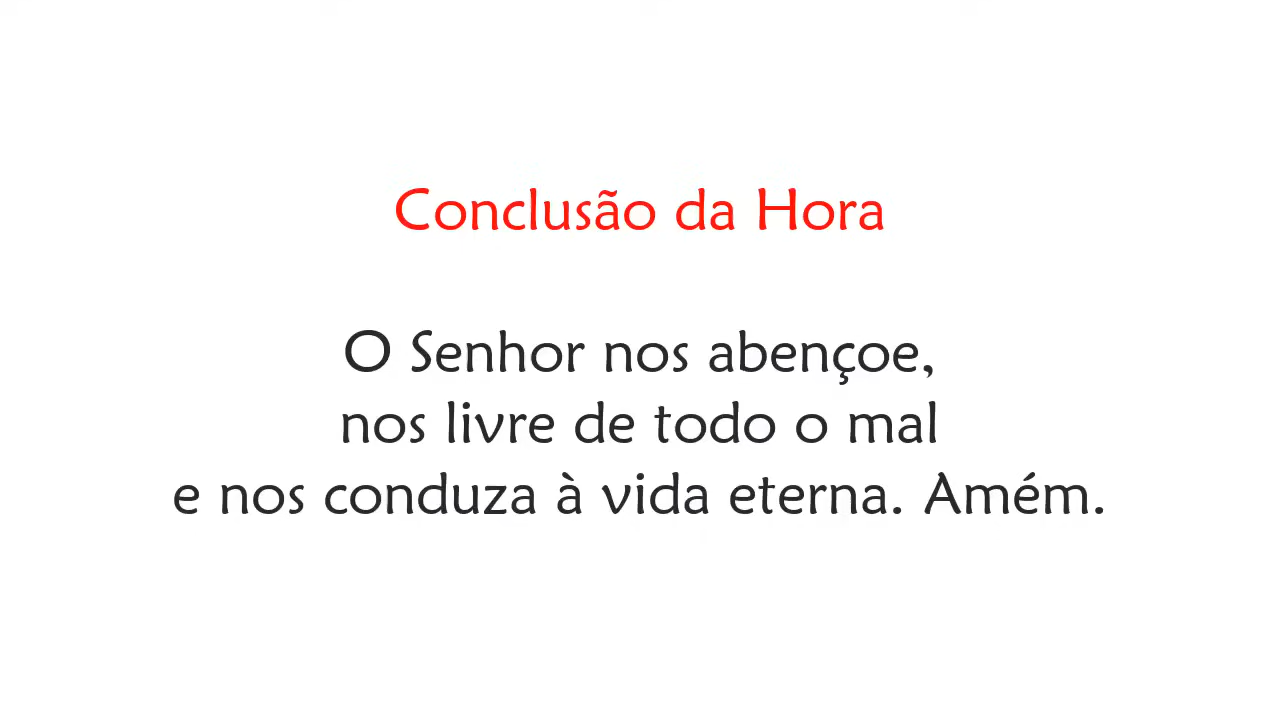 Conclusão da Hora
O Senhor nos abençoe,
nos livre de todo o mal
e nos conduza à vida eterna. Amém.